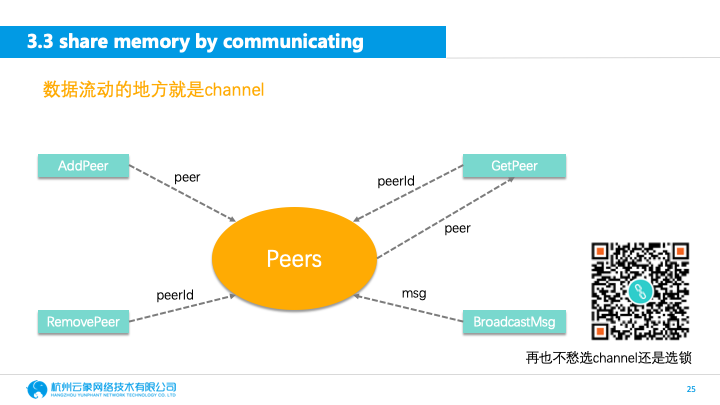 3.3 share memory by communicating
数据流动的地方就是channel
AddPeer
GetPeer
peer
peerId
peer
Peers
peerId
msg
RemovePeer
BroadcastMsg
再也不愁选channel还是选锁
杭州云象网络技术有限公司
HANGZHOU YUNPHANT NETWORK TECHNOLOGY CO. LTD
25